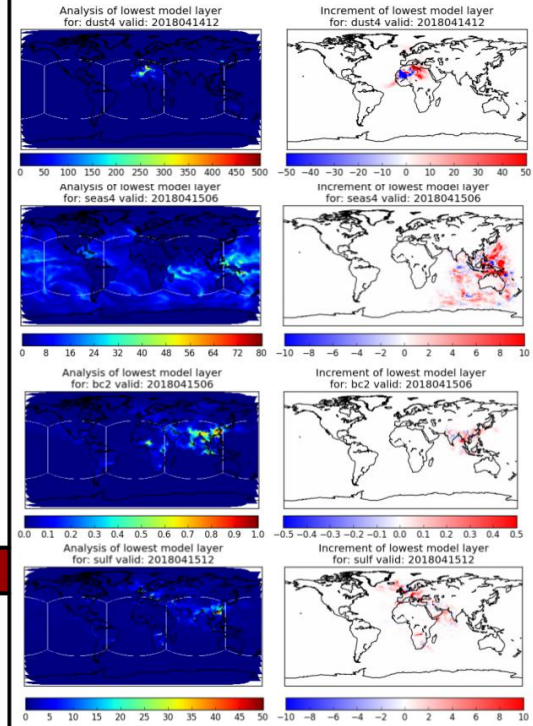 Analysis of lowest model layer
for: dust4 valid: 2018041412
0 50 100 150 200 250 300 350 400 450 500
Increment of lowest model layer
for: dust4 valid: 2018041412
−50 −40 −30 −20 −10 0 10 20 30 40 50
Analysis of lowest model layer
for: seas4 valid: 2018041506
0 8 16 24 32 40 48 56 64 72 80
Increment of lowest model layer
for: seas4 valid: 2018041506
−10 −8 −6 −4 −2 0 2 4 6 8 10
Analysis of lowest model layer
for: bc2 valid: 2018041506
0.0 0.1 0.2 0.3 0.4 0.5 0.6 0.7 0.8 0.9 1.0
Increment of lowest model layer
for: bc2 valid: 2018041506
−0.5 −0.4 −0.3 −0.2 −0.1 0.0 0.1 0.2 0.3 0.4 0.5
Analysis of lowest model layer
for: sulf valid: 2018041512
0 5 10 15 20 25 30 35 40 45 50
Increment of lowest model layer
for: sulf valid: 2018041512
−10 −8 −6 −4 −2 0 2 4 6 8 10